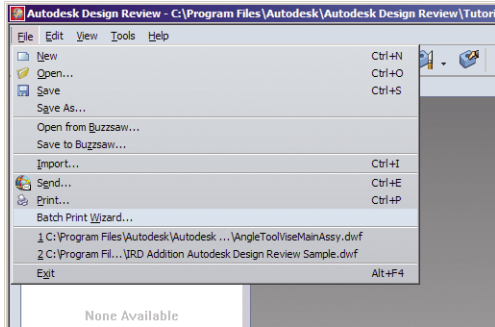 Autodesk Design Review - C:\Program Files\Autodesk\Autodesk Design Review\Tutori
File Edit View Tools Help
New Ctrl+N
Open... Ctrl+O
Save Ctrl+S
Save As...
Open from Buzzsaw...
Save to Buzzsaw...
Import... Ctrl+I
Send... Ctrl+E
Print... Ctrl+P
Batch Print Wizard...
1 C:\Program Files\Autodesk\Autodesk ...\AngleToolViseMainAssy.dwf
2 C:\Program Fil...\IRD Addition Autodesk Design Review Sample.dwf
Exit Alt+F4
None Available